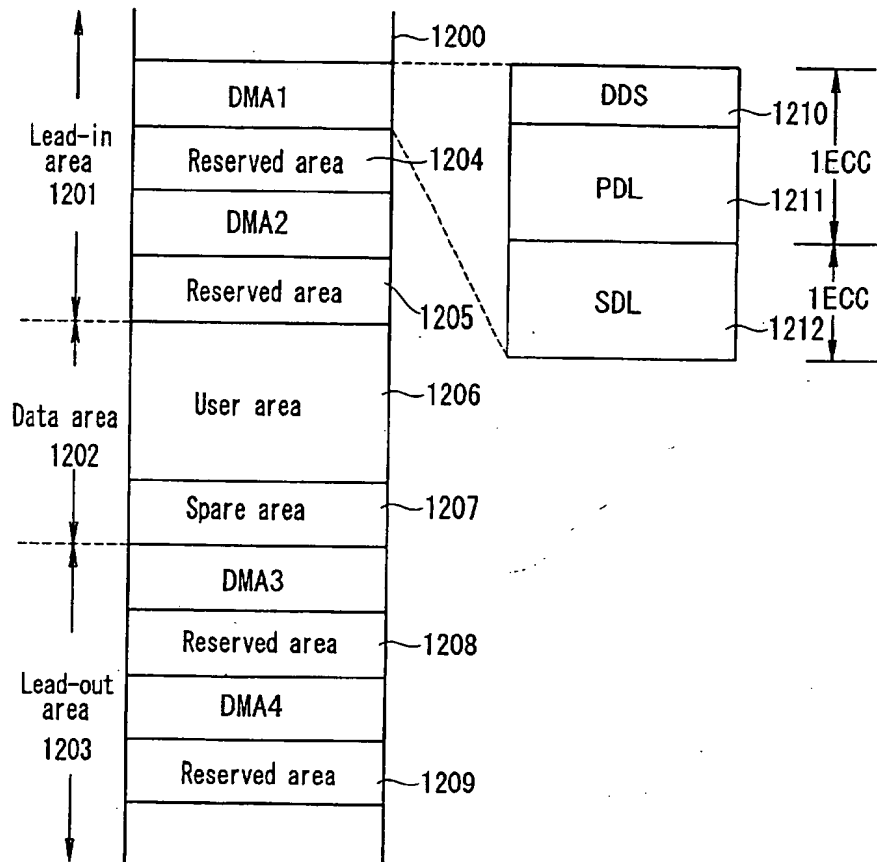 1200
DMA1
DDS
1210
Lead-in
area
1201
Reserved area
1204
1ECC
PDL
1211
DMA2
Reserved area
1205
SDL
1ECC
1212
Data area
1202
User area
1206
Spare area
1207
DMA3
Reserved area
1208
Lead-out
area
1203
DMA4
Reserved area
1209